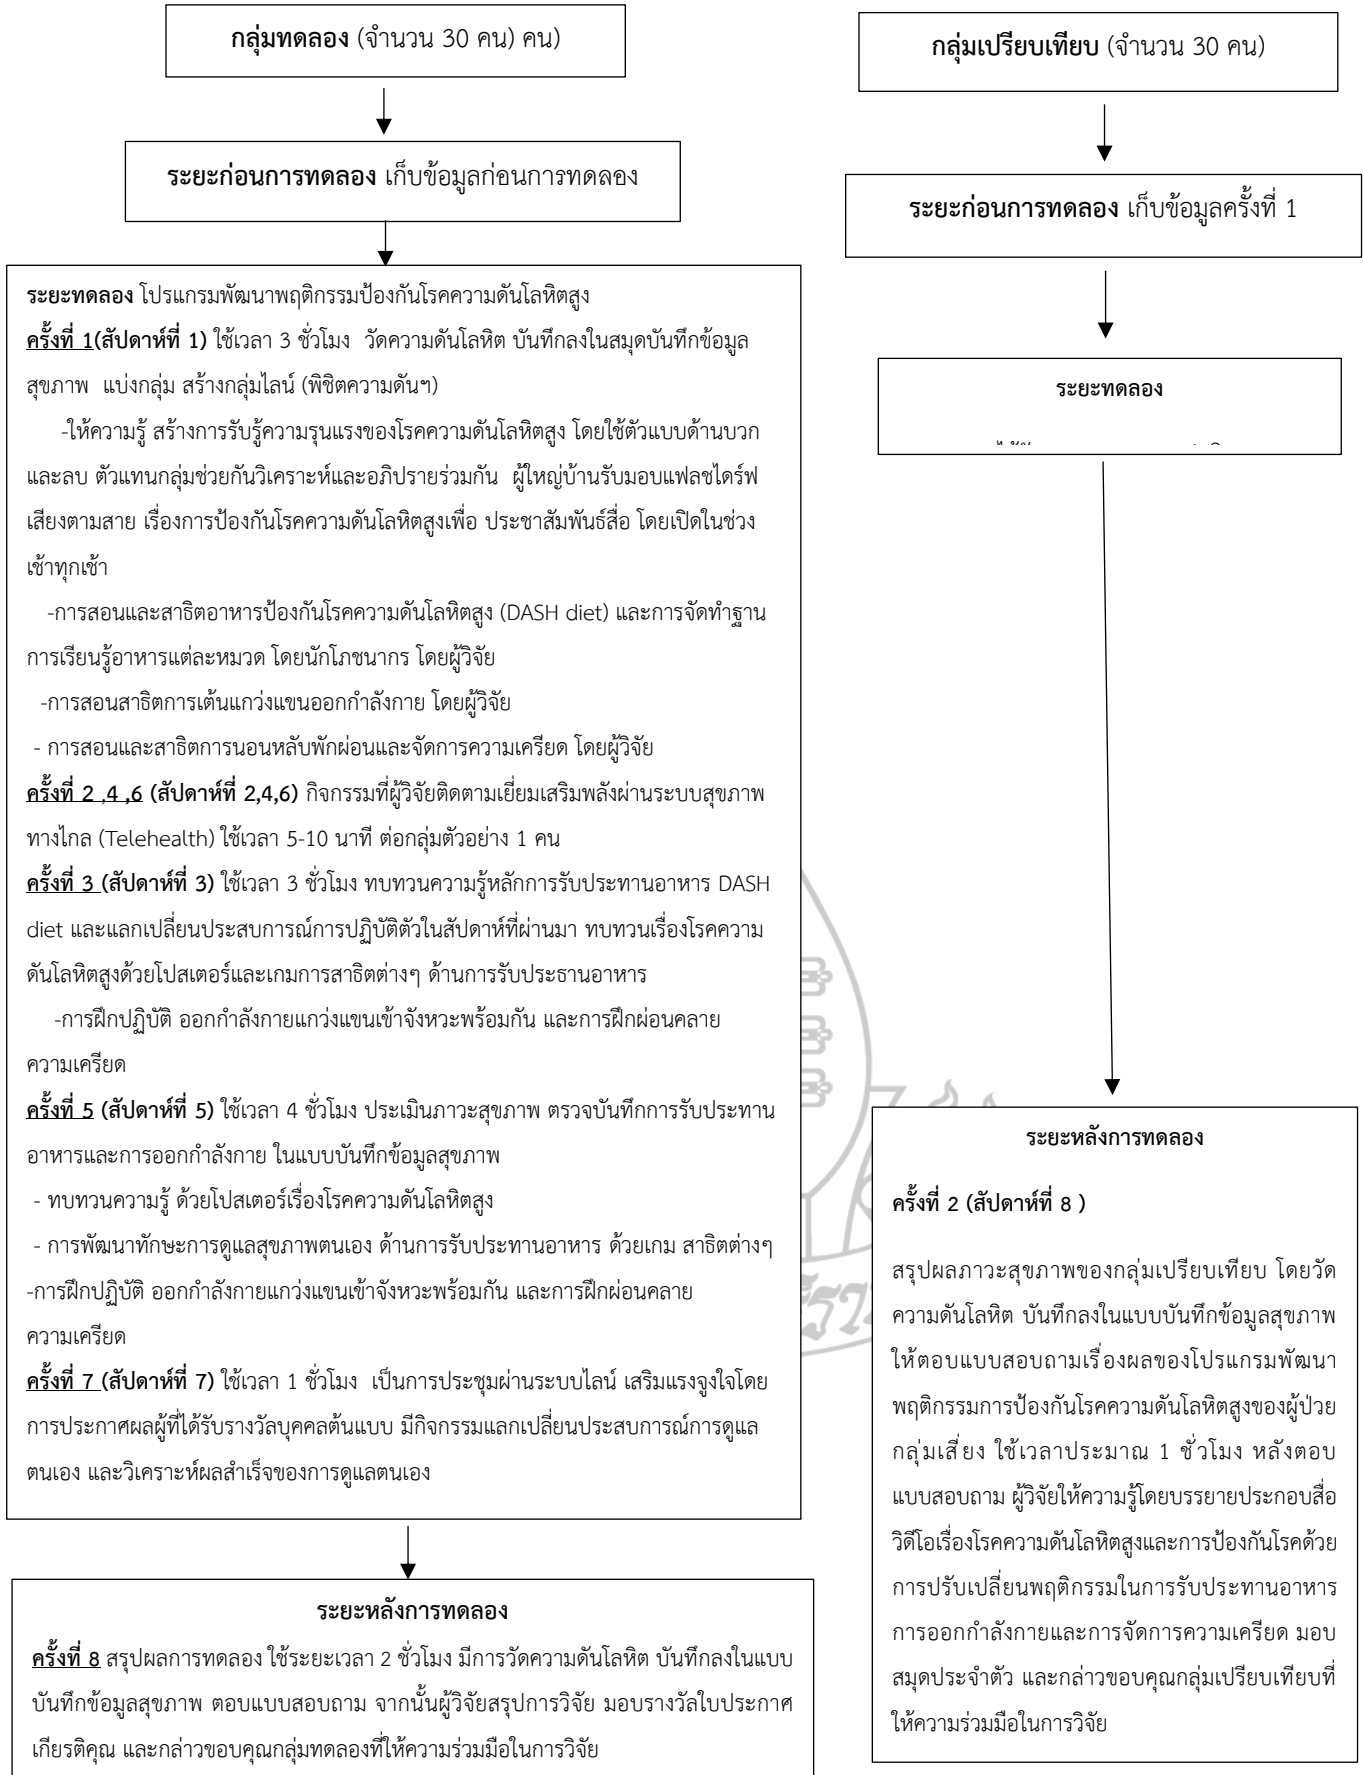 กลุ่มทดลอง (จำนวน 30 คน) คน)
ระยะก่อนการทดลอง เก็บข้อมูลก่อนการทดลอง
ระยะทดลอง โปรแกรมพัฒนาพฤติกรรมป้องกันโรคความดันโลหิตสูง
ครั้งที่ 1(สัปดาห์ที่ 1) ใช้เวลา 3 ชั่วโมง วัดความดันโลหิต บันทึกลงในสมุดบันทึกข้อมูล
สุขภาพ แบ่งกลุ่ม สร้างกลุ่มไลน์ (พิชิตความดันฯ)
-ให้ความรู้ สร้างการรับรู้ความรุนแรงของโรคความดันโลหิตสูง โดยใช้ตัวแบบด้านบวก
และลบ ตัวแทนกลุ่มช่วยกันวิเคราะห์และอภิปรายร่วมกัน ผู้ใหญ่บ้านรับมอบแฟลชไดร์ฟ
เสียงตามสาย เรื่องการป้องกันโรคความดันโลหิตสูงเพื่อ ประชาสัมพันธ์สื่อ โดยเปิดในช่วง
เช้าทุกเช้า
-การสอนและสาธิตอาหารป้องกันโรคความดันโลหิตสูง (DASH diet) และการจัดทำฐาน
การเรียนรู้อาหารแต่ละหมวด โดยนักโภชนากร โดยผู้วิจัย
-การสอนสาธิตการเต้นแกว่งแขนออกกำลังกาย โดยผู้วิจัย
- การสอนและสาธิตการนอนหลับพักผ่อนและจัดการความเครียด โดยผู้วิจัย
ครั้งที่ 2 ,4 ,6 (สัปดาห์ที่ 2,4,6) กิจกรรมที่ผู้วิจัยติดตามเยี่ยมเสริมพลังผ่านระบบสุขภาพ
ทางไกล (Telehealth) ใช้เวลา 5-10 นาที ต่อกลุ่มตัวอย่าง 1 คน
ครั้งที่ 3 (สัปดาห์ที่ 3) ใช้เวลา 3 ชั่วโมง ทบทวนความรู้หลักการรับประทานอาหาร DASH
diet และแลกเปลี่ยนประสบการณ์การปฏิบัติตัวในสัปดาห์ที่ผ่านมา ทบทวนเรื่องโรคความ
ดันโลหิตสูงด้วยโปสเตอร์และเกมการสาธิตต่างๆ ด้านการรับประธานอาหาร
-การฝึกปฏิบัติ ออกกำลังกายแกว่งแขนเข้าจังหวะพร้อมกัน และการฝึกผ่อนคลาย
ความเครียด
ครั้งที่ 5 (สัปดาห์ที่ 5) ใช้เวลา 4 ชั่วโมง ประเมินภาวะสุขภาพ ตรวจบันทึกการรับประทาน
อาหารและการออกกำลังกาย ในแบบบันทึกข้อมูลสุขภาพ
- ทบทวนความรู้ ด้วยโปสเตอร์เรื่องโรคความดันโลหิตสูง
- การพัฒนาทักษะการดูแลสุขภาพตนเอง ด้านการรับประทานอาหาร ด้วยเกม สาธิตต่างๆ
-การฝึกปฏิบัติ ออกกำลังกายแกว่งแขนเข้าจังหวะพร้อมกัน และการฝึกผ่อนคลาย
ความเครียด
ครั้งที่ 7 (สัปดาห์ที่ 7) ใช้เวลา 1 ชั่วโมง เป็นการประชุมผ่านระบบไลน์ เสริมแรงจูงใจโดย
การประกาศผลผู้ที่ได้รับรางวัลบุคคลต้นแบบ มีกิจกรรมแลกเปลี่ยนประสบการณ์การดูแล
ตนเอง และวิเคราะห์ผลสำเร็จของการดูแลตนเอง
ระยะหลังการทดลอง
ครั้งที่ 8 สรุปผลการทดลอง ใช้ระยะเวลา 2 ชั่วโมง มีการวัดความดันโลหิต บันทึกลงในแบบ
บันทึกข้อมูลสุขภาพ ตอบแบบสอบถาม จากนั้นผู้วิจัยสรุปการวิจัย มอบรางวัลใบประกาศ
เกียรติคุณ และกล่าวขอบคุณกลุ่มทดลองที่ให้ความร่วมมือในการวิจัย
กลุ่มเปรียบเทียบ (จำนวน 30 คน)
ระยะก่อนการทดลอง เก็บข้อมูลครั้งที่ 1
ระยะทดลอง
ระยะหลังการทดลอง
ครั้งที่ 2 (สัปดาห์ที่ 8 )
สรุปผลภาวะสุขภาพของกลุ่มเปรียบเทียบ โดยวัด
ความดันโลหิต บันทึกลงในแบบบันทึกข้อมูลสุขภาพ
ให้ตอบแบบสอบถามเรื่องผลของโปรแกรมพัฒนา
พฤติกรรมการป้องกันโรคความดันโลหิตสูงของผู้ป่วย
กลุ่มเสี่ยง ใช้เวลาประมาณ 1 ชั่วโมง หลังตอบ
แบบสอบถาม ผู้วิจัยให้ความรู้โดยบรรยายประกอบสื่อ
วิดีโอเรื่องโรคความดันโลหิตสูงและการป้องกันโรคด้วย
การปรับเปลี่ยนพฤติกรรมในการรับประทานอาหาร
การออกกำลังกายและการจัดการความเครียด มอบ
สมุดประจำตัว และกล่าวขอบคุณกลุ่มเปรียบเทียบที่
ให้ความร่วมมือในการวิจัย